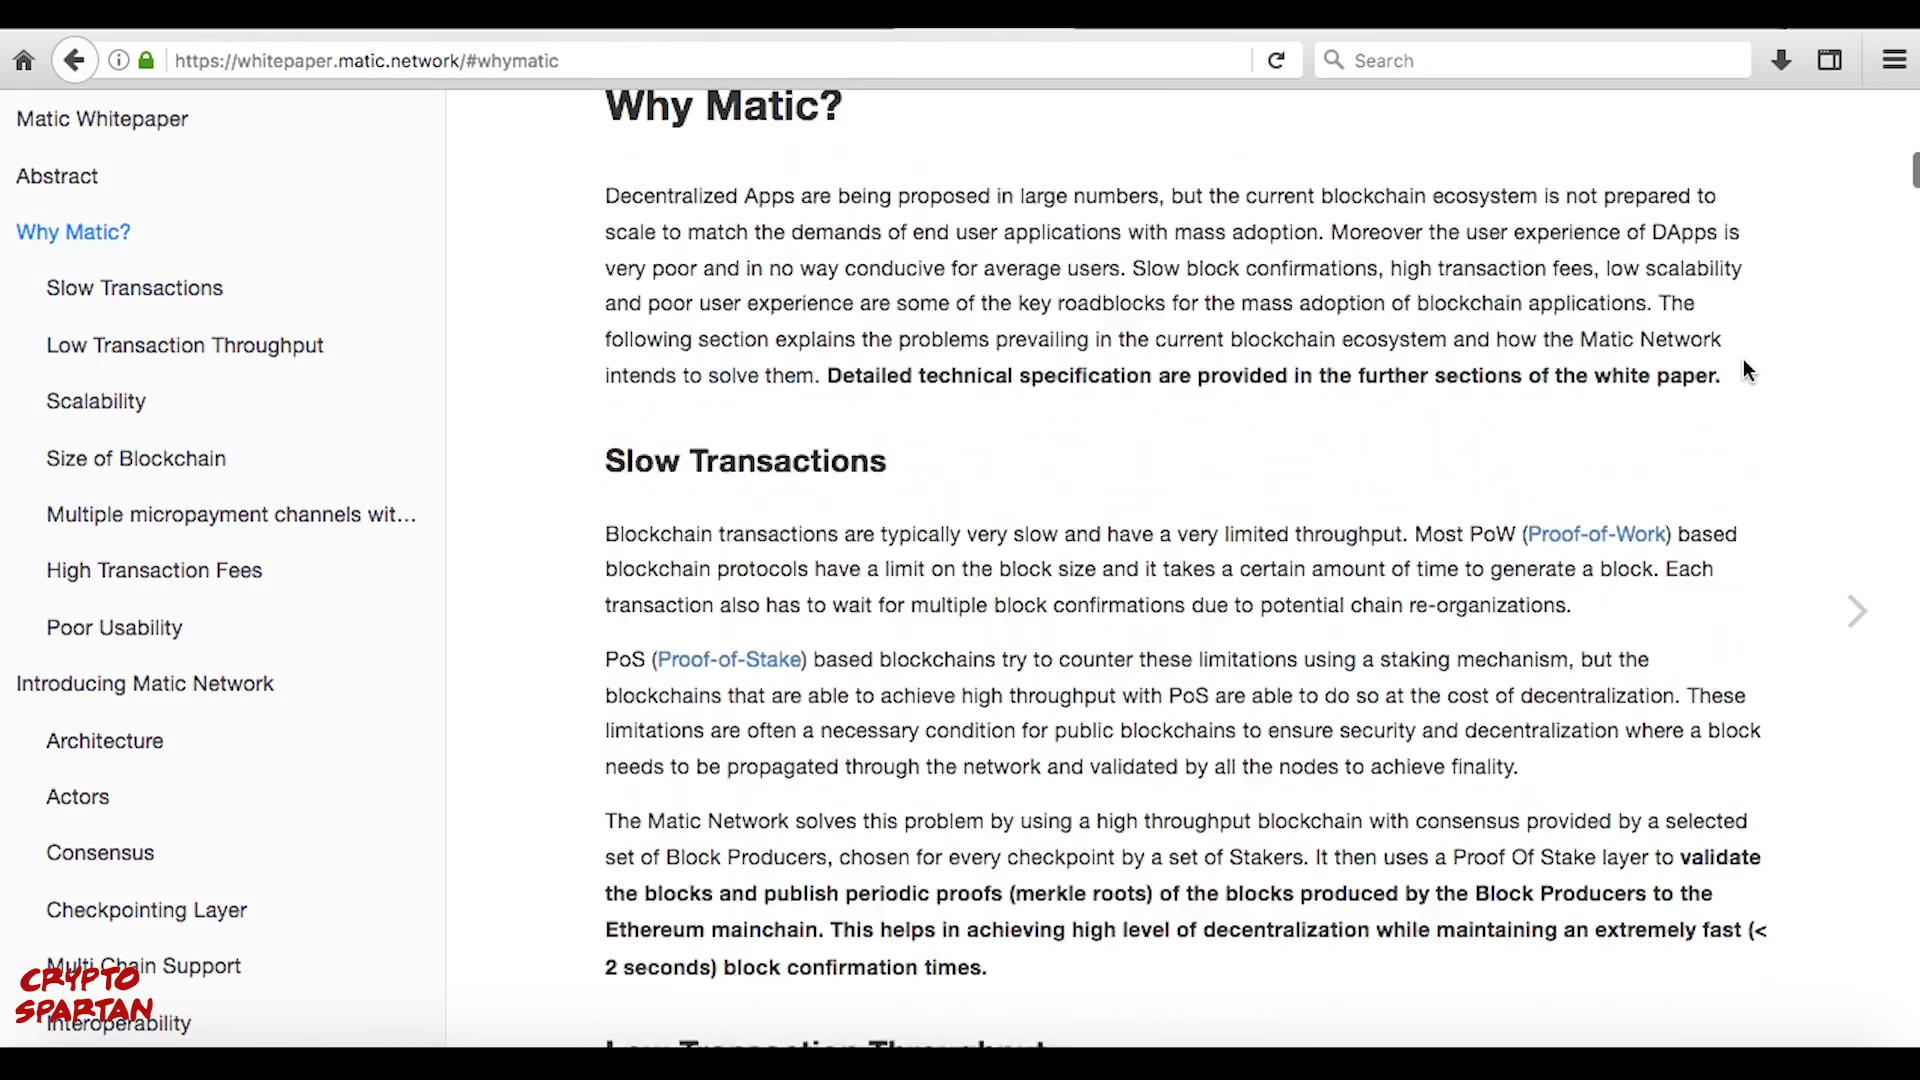 https://whitepaper.matic.network/#whymatic
Search
Matic Whitepaper
Abstract
Why Matic?
Slow Transactions
Low Transaction Throughput
Scalability
Size of Blockchain
Multiple micropayment channels wit...
High Transaction Fees
Poor Usability
Introducing Matic Network
Architecture
Actors
Consensus
Checkpointing Layer
Multi Chain Support
Interoperability
CRYPTO
SPARTAN
Why Matic?
Decentralized Apps are being proposed in large numbers, but the current blockchain ecosystem is not prepared to
scale to match the demands of end user applications with mass adoption. Moreover the user experience of DApps is
very poor and in no way conducive for average users. Slow block confirmations, high transaction fees, low scalability
and poor user experience are some of the key roadblocks for the mass adoption of blockchain applications. The
following section explains the problems prevailing in the current blockchain ecosystem and how the Matic Network
intends to solve them. Detailed technical specification are provided in the further sections of the white paper.
Slow Transactions
Blockchain transactions are typically very slow and have a very limited throughput. Most PoW (Proof-of-Work) based
blockchain protocols have a limit on the block size and it takes a certain amount of time to generate a block. Each
transaction also has to wait for multiple block confirmations due to potential chain re-organizations.
PoS (Proof-of-Stake) based blockchains try to counter these limitations using a staking mechanism, but the
blockchains that are able to achieve high throughput with PoS are able to do so at the cost of decentralization. These
limitations are often a necessary condition for public blockchains to ensure security and decentralization where a block
needs to be propagated through the network and validated by all the nodes to achieve finality.
The Matic Network solves this problem by using a high throughput blockchain with consensus provided by a selected
set of Block Producers, chosen for every checkpoint by a set of Stakers. It then uses a Proof Of Stake layer to validate
the blocks and publish periodic proofs (merkle roots) of the blocks produced by the Block Producers to the
Ethereum mainchain. This helps in achieving high level of decentralization while maintaining an extremely fast (<
2 seconds) block confirmation times.
Low Transaction Throughput